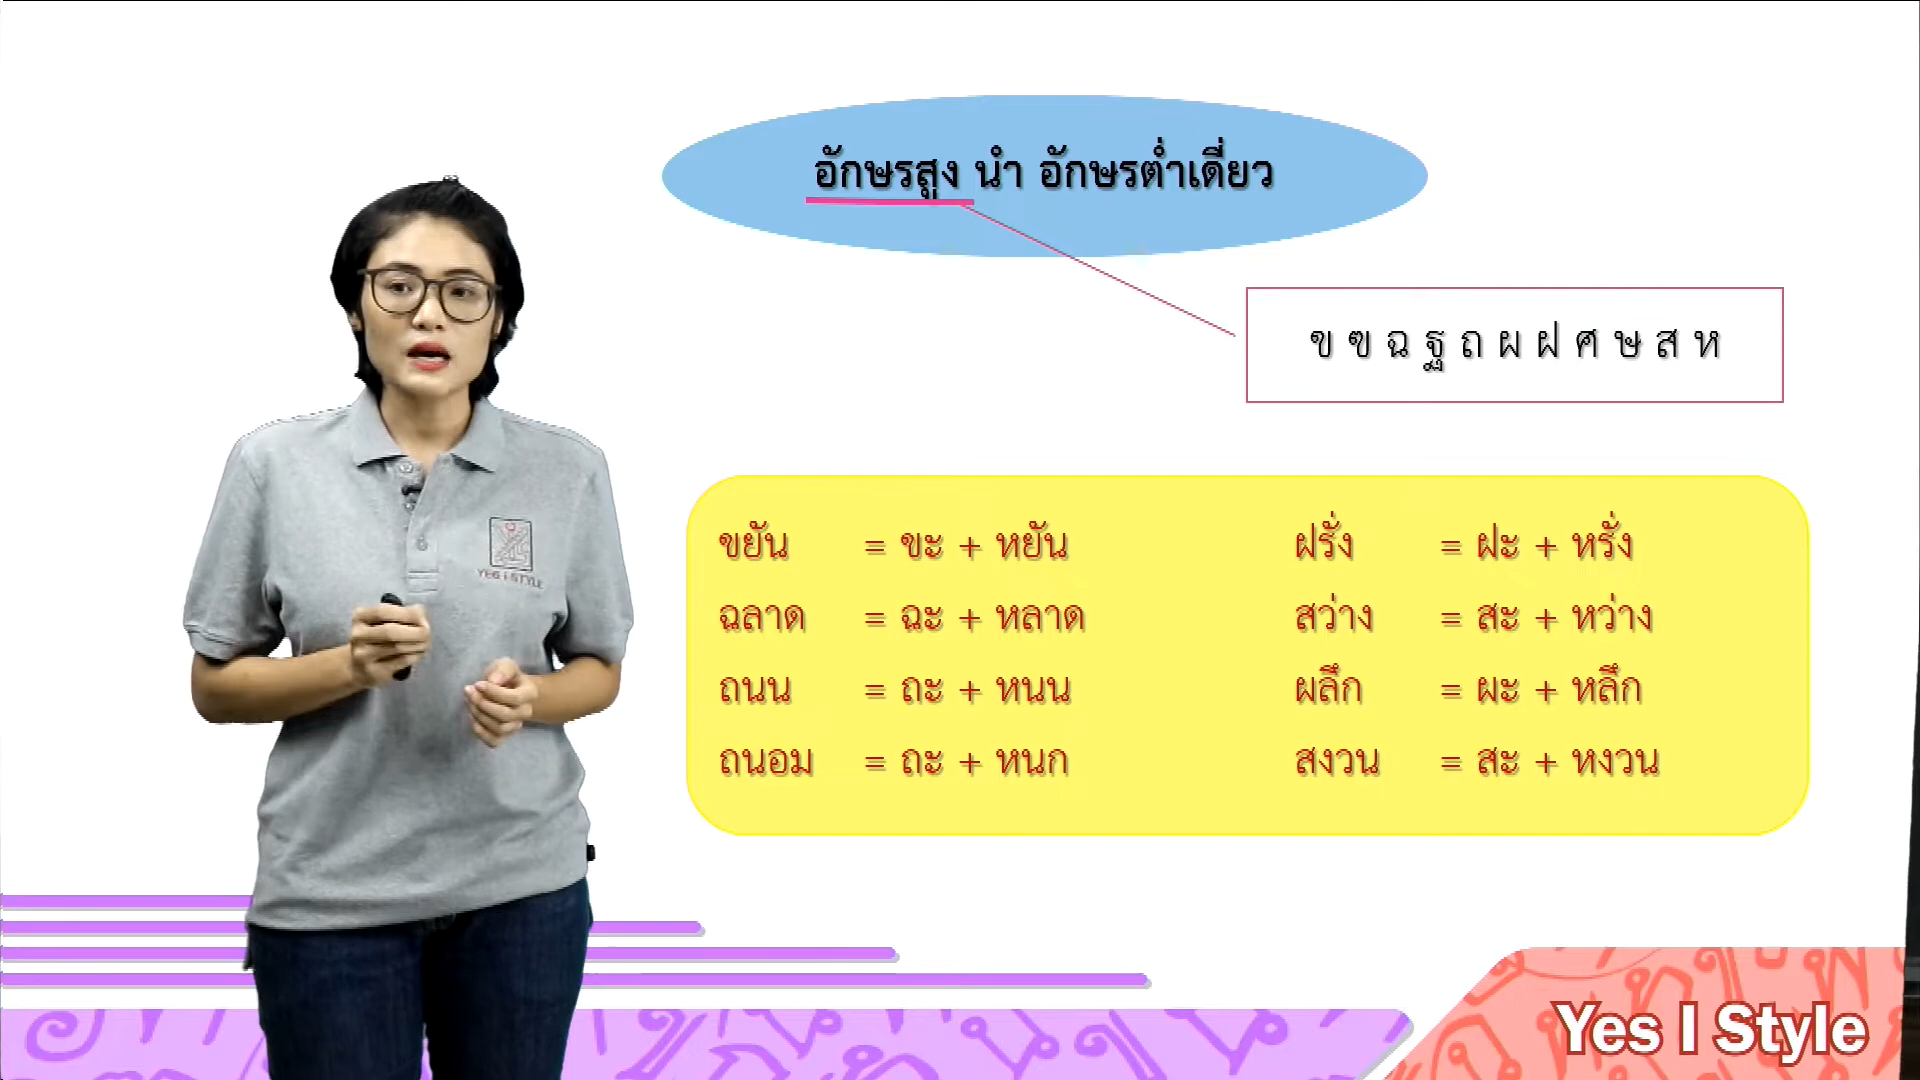 อักษรสูง นำ อักษรต่ำเดี่ยว
ข ฃ ฉ ฐ ถ ผ ฝ ศ ษ ส ห
ขยัน = ขะ + หยัน
ฉลาด = ฉะ + หลาด
ถนน = ถะ + หนน
ถนอม = ถะ + หนก
ฝรั่ง = ฝะ + หรั่ง
สว่าง = สะ + หว่าง
ผลึก = ผะ + หลึก
สงวน = สะ + หงวน
YES I STYLE
Yes I Style